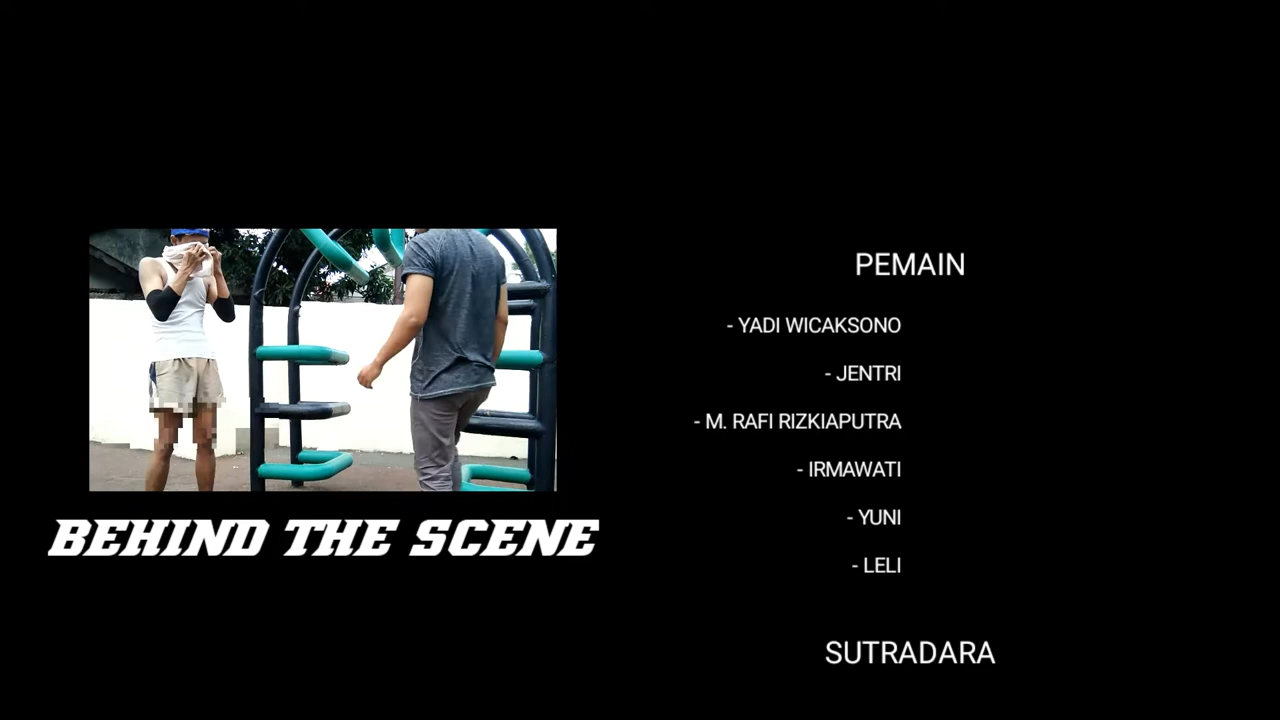 BEHIND THE SCENE
PEMAIN
- YADI WICAKSONO
- JENTRI
- M. RAFI RIZKIAPUTRA
- IRMAWATI
- YUNI
- LELI
SUTRADARA